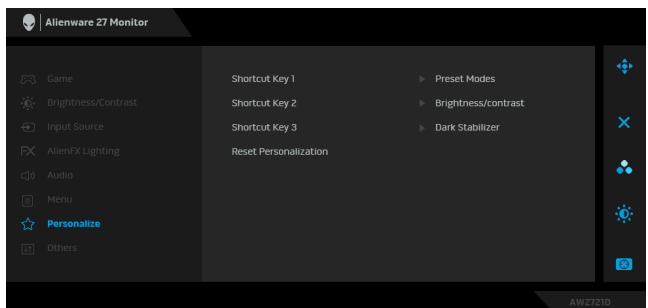 Alienware 27 Monitor
Game
Brightness/Contrast
Input Source
AlienFX Lighting
Audio
Menu
Personalize
Others
Shortcut Key 1 Preset Modes
Shortcut Key 2 Brightness/contrast
Shortcut Key 3 Dark Stabilizer
Reset Personalization
AW2721D